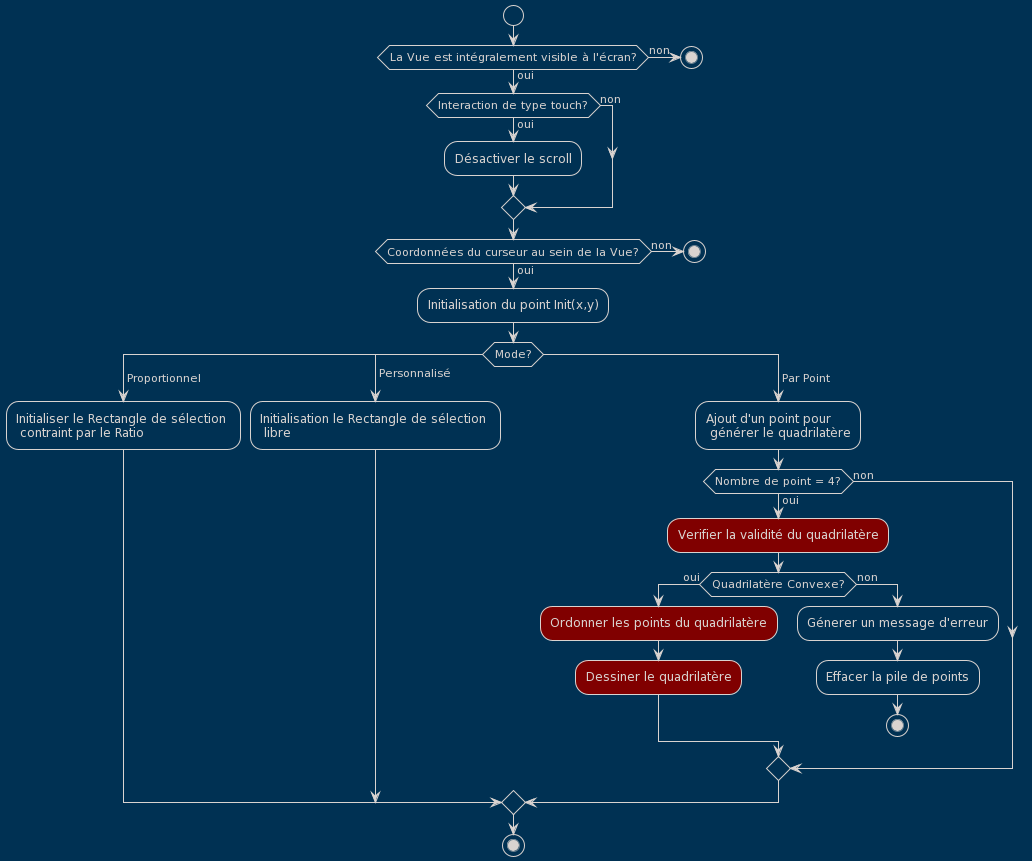 La Vue est intégralement visible à l'écran?
non
oui
Interaction de type touch?
non
oui
Désactiver le scroll
Coordonnées du curseur au sein de la Vue?
non
oui
Initialisation du point Init(x,y)
Mode?
Proportionnel
Personnalisé
Par Point
Initialiser le Rectangle de sélection
contraint par le Ratio
Initialisation le Rectangle de sélection
libre
Ajout d'un point pour
générer le quadrilatère
Nombre de point = 4?
non
oui
Verifier la validité du quadrilatère
oui
Quadrilatère Convexe?
non
Ordonner les points du quadrilatère
Génerer un message d'erreur
Dessiner le quadrilatère
Effacer la pile de points